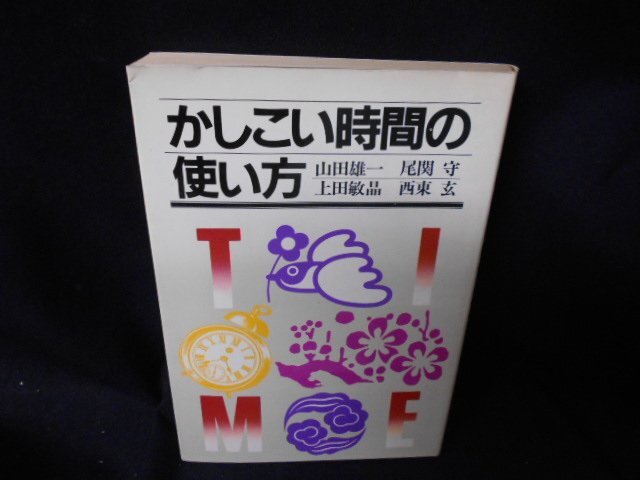 かしこい時間の
使い方
山田雄一 尾関 守
上田敏晶 西東 玄
T I
M E